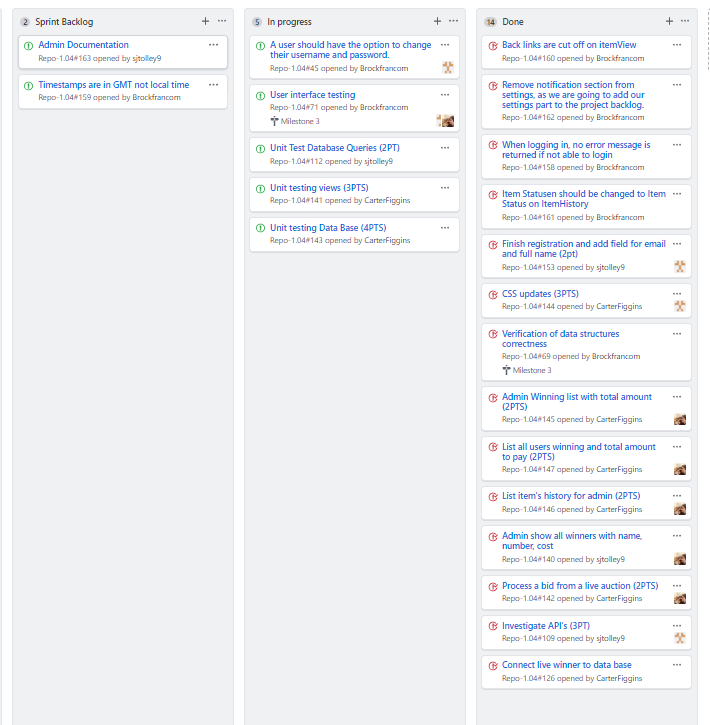 2 Sprint Backlog
Admin Documentation
Repo-1.04#163 opened by sjtolley9
Timestamps are in GMT not local time
Repo-1.04#159 opened by Brockfrancom
5 In progress
A user should have the option to change
their username and password.
Repo-1.04#45 opened by Brockfrancom
User interface testing
Repo-1.04#71 opened by Brockfrancom
Milestone 3
Unit Test Database Queries (2PT)
Repo-1.04#112 opened by sjtolley9
Unit testing views (3PTS)
Repo-1.04#141 opened by CarterFiggins
Unit testing Data Base (4PTS)
Repo-1.04#143 opened by CarterFiggins
14 Done
Back links are cut off on itemView
Repo-1.04#160 opened by Brockfrancom
Remove notification section from
settings, as we are going to add our
settings part to the project backlog.
Repo-1.04#162 opened by Brockfrancom
When logging in, no error message is
returned if not able to login
Repo-1.04#158 opened by Brockfrancom
Item Statusen should be changed to Item
Status on ItemHistory
Repo-1.04#161 opened by Brockfrancom
Finish registration and add field for email
and full name (2pt)
Repo-1.04#153 opened by sjtolley9
CSS updates (3PTS)
Repo-1.04#144 opened by CarterFiggins
Verification of data structures
correctness
Repo-1.04#69 opened by Brockfrancom
Milestone 3
Admin Winning list with total amount
(2PTS)
Repo-1.04#145 opened by CarterFiggins
List all users winning and total amount
to pay (2PTS)
Repo-1.04#147 opened by CarterFiggins
List item's history for admin (2PTS)
Repo-1.04#146 opened by CarterFiggins
Admin show all winners with name,
number, cost
Repo-1.04#140 opened by sjtolley9
Process a bid from a live auction (2PTS)
Repo-1.04#142 opened by CarterFiggins
Investigate API's (3PT)
Repo-1.04#109 opened by sjtolley9
Connect live winner to data base
Repo-1.04#126 opened by CarterFiggins